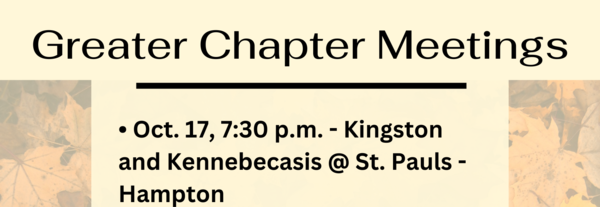 Greater Chapter Meetings
• Oct. 17, 7:30 p.m. - Kingston
and Kennebecasis @ St. Pauls -
Hampton